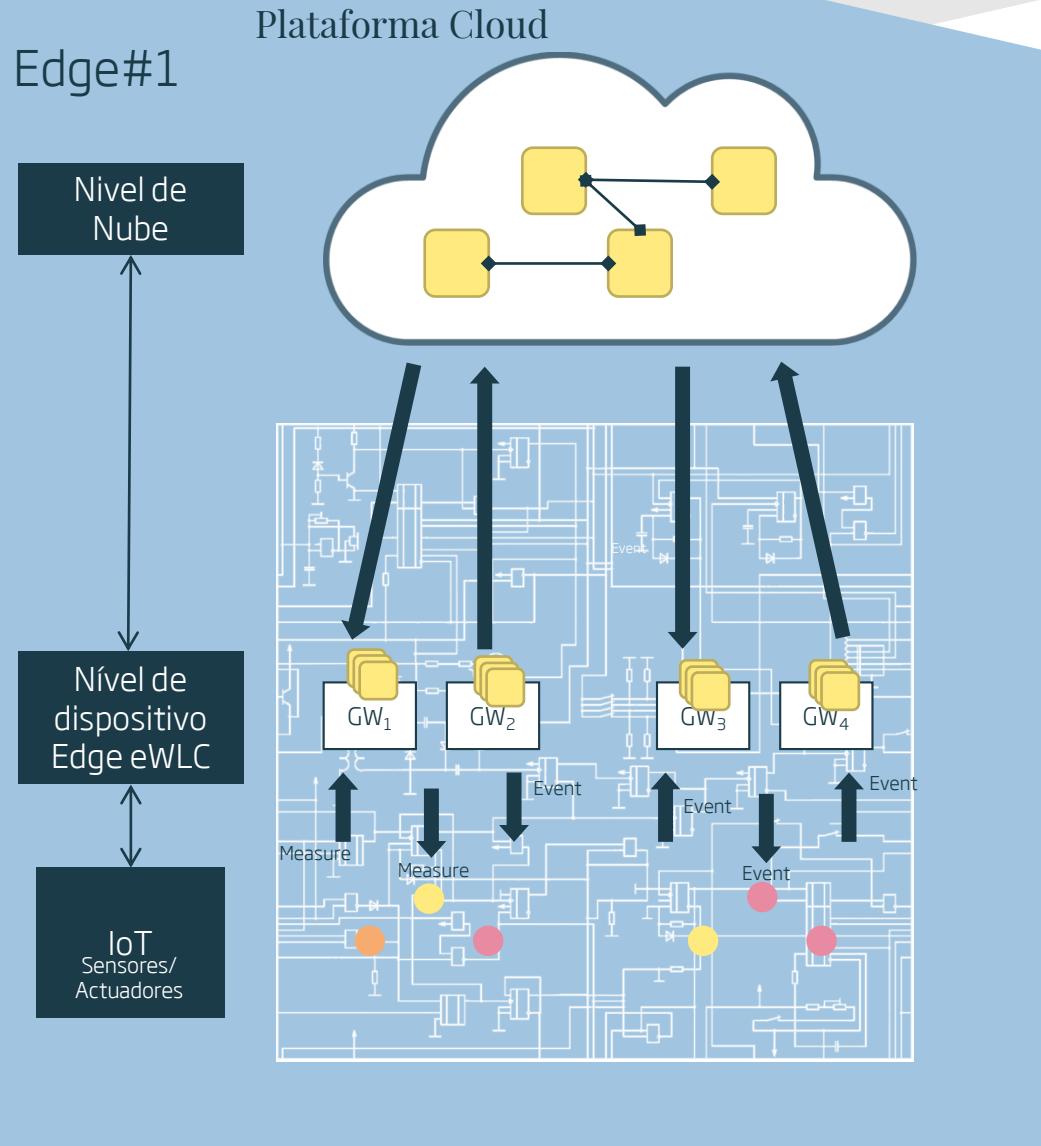 Plataforma Cloud
Edge#1
Nivel de
Nube
Event
Nível de
dispositivo
Edge eWLC
GW1
GW2
GW3
GW4
Event
Event
Event
Measure
Measure
Event
IoT
Sensores/
Actuadores